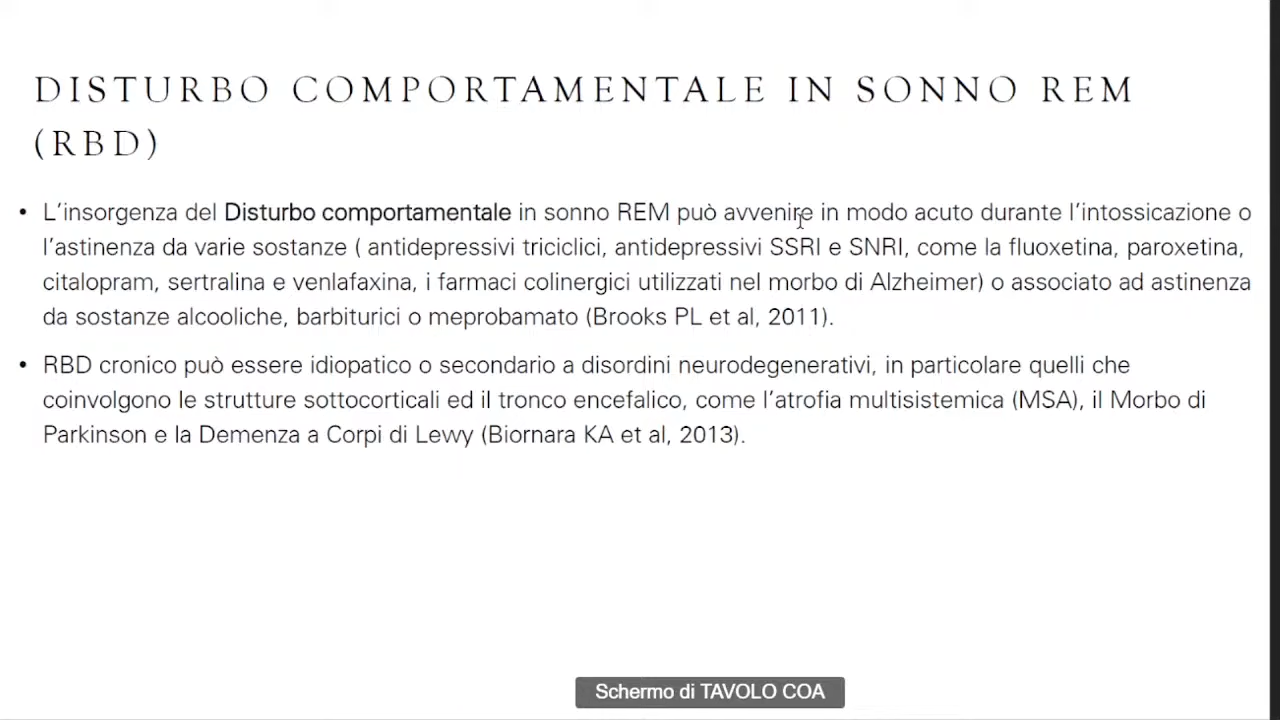 DISTURBO COMPORTAMENTALE IN SONNO REM
(RBD)
• L'insorgenza del Disturbo comportamentale in sonno REM può avvenire in modo acuto durante l'intossicazione o
l'astinenza da varie sostanze ( antidepressivi triciclici, antidepressivi SSRI e SNRI, come la fluoxetina, paroxetina,
citalopram, sertralina e venlafaxina, i farmaci colinergici utilizzati nel morbo di Alzheimer) o associato ad astinenza
da sostanze alcooliche, barbiturici o meprobamato (Brooks PL et al, 2011).
• RBD cronico può essere idiopatico o secondario a disordini neurodegenerativi, in particolare quelli che
coinvolgono le strutture sottocorticali ed il tronco encefalico, come l'atrofia multisistemica (MSA), il Morbo di
Parkinson e la Demenza a Corpi di Lewy (Biornara KA et al, 2013).
Schermo di TAVOLO COA